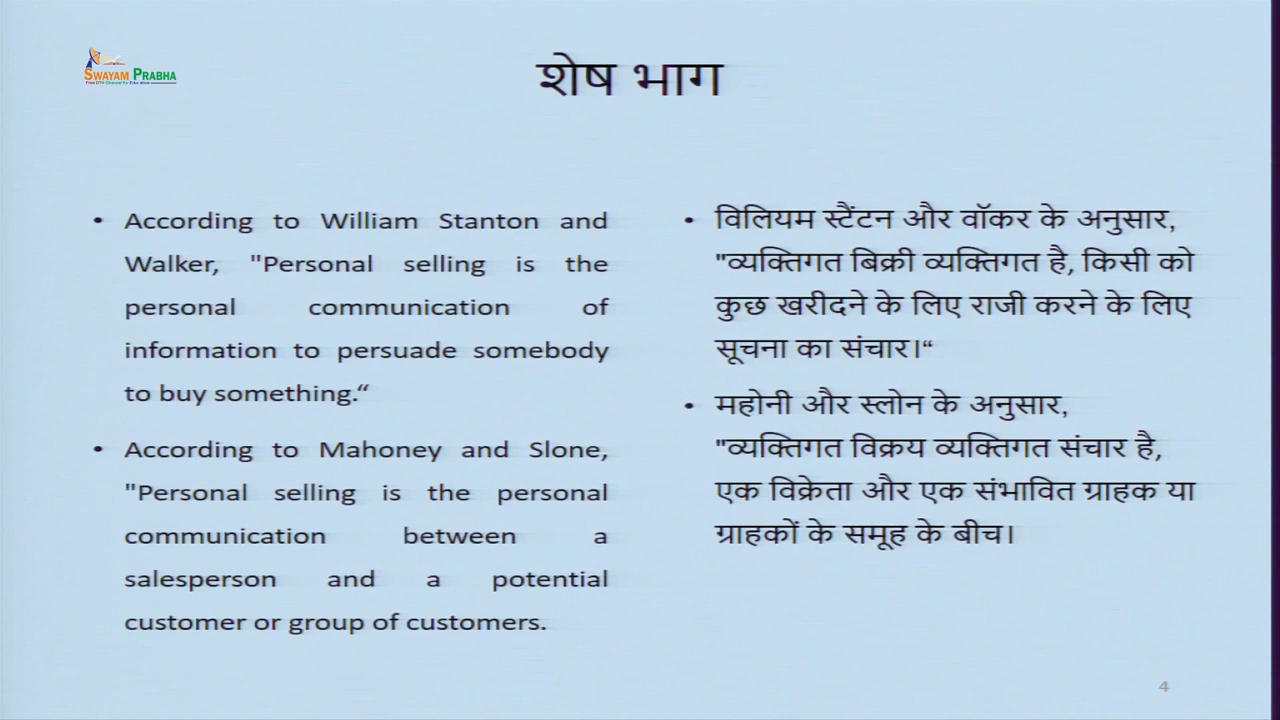 SWAYAM PRABHA
शेष भाग
• According to William Stanton and
Walker, "Personal selling is the
personal communication of
information to persuade somebody
to buy something.“
• According to Mahoney and Slone,
"Personal selling is the personal
communication between a
salesperson and a potential
customer or group of customers.
• विलियम स्टैंटन और वॉकर के अनुसार,
"व्यक्तिगत बिक्री व्यक्तिगत है, किसी को
कुछ खरीदने के लिए राजी करने के लिए
सूचना का संचार।“
• महोनी और स्लोन के अनुसार,
"व्यक्तिगत विक्रय व्यक्तिगत संचार है,
एक विक्रेता और एक संभावित ग्राहक या
ग्राहकों के समूह के बीच।
4